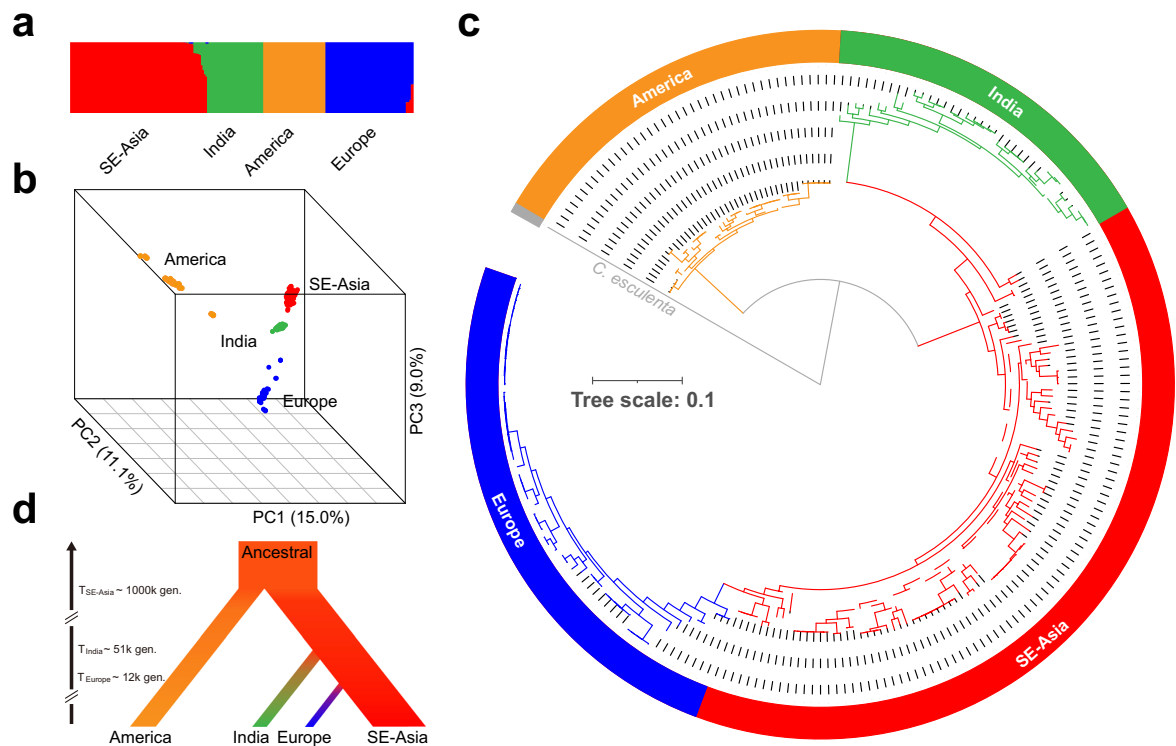 a
SE-Asia
India
America
Europe
b
America
SE-Asia
India
Europe
PC1 (15.0%)
PC2 (11.1%)
PC3 (9.0%)
c
America
India
SE-Asia
Europe
C. esculenta
Tree scale: 0.1
d
Ancestral
TSE-Asia ~ 1000k gen.
TIndia ~ 51k gen.
TEurope ~ 12k gen.
America
India
Europe
SE-Asia